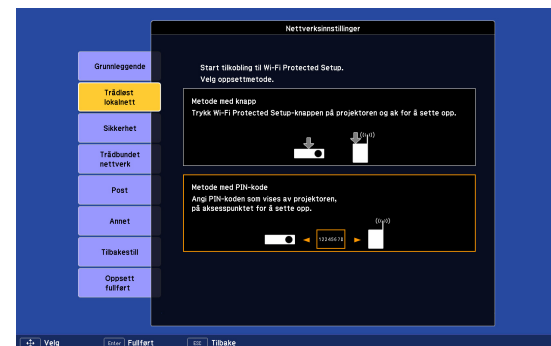 Nettverksinnstillinger
Grunnleggende
Trådløst
lokalnett
Sikkerhet
Trådbundet
nettverk
Post
Annet
Tilbakestill
Oppsett
fullført
Start tilkobling til Wi-Fi Protected Setup.
Velg oppsettmetode.
Metode med knapp
Trykk Wi-Fi Protected Setup-knappen på projektoren og ak for å sette opp.
Metode med PIN-kode
Angi PIN-koden som vises av projektoren,
på aksesspunktet for å sette opp.
12345678
Velg Enter Fullført Esc Tilbake